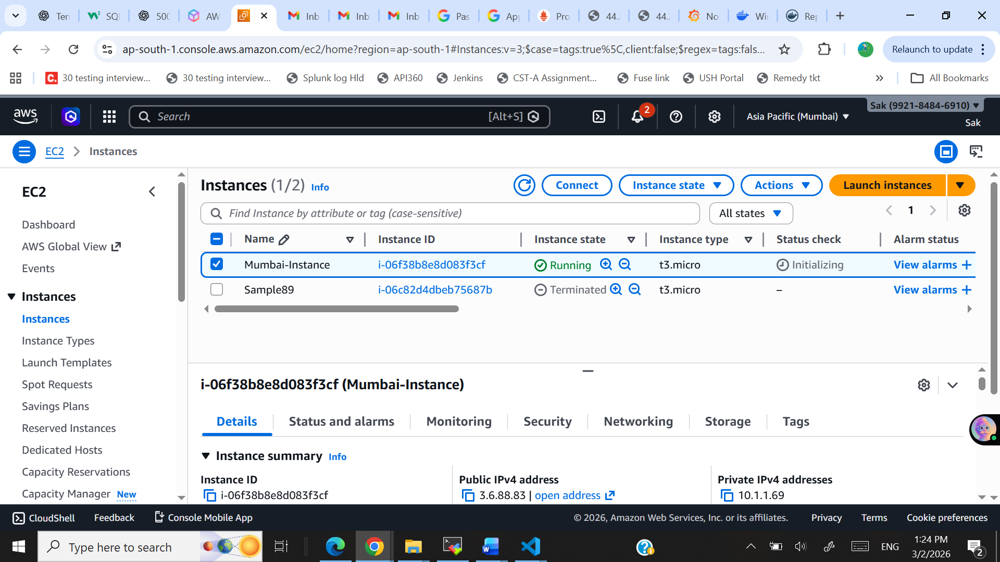 Ter
SQ
500
AW
Inb
Inb
Inb
Pas
App
Pro
44.
44.
No
Wi
Rep
ap-south-1.console.aws.amazon.com/ec2/home?region=ap-south-1#Instances:v=3;$case=tags:true%5C,client:false;$regex=tags:fals...
Relaunch to update
30 testing interview...
30 testing interview...
Splunk log Hld
API360
Jenkins
CST-A Assignment...
Fuse link
USH Portal
Remedy tkt
All Bookmarks
aws
Search
[Alt+S]
2
Asia Pacific (Mumbai)
Sak (9921-8484-6910)
Sak
EC2
Instances
EC2
Dashboard
AWS Global View
Events
Instances
Instances
Instance Types
Launch Templates
Spot Requests
Savings Plans
Reserved Instances
Dedicated Hosts
Capacity Reservations
Capacity Manager New
Instances (1/2) Info
Connect
Instance state
Actions
Launch instances
Find Instance by attribute or tag (case-sensitive)
All states
1
Name Instance ID Instance state Instance type Status check Alarm status
Mumbai-Instance i-06f38b8e8d083f3cf Running t3.micro Initializing View alarms +
Sample89 i-06c82d4dbeb75687b Terminated t3.micro – View alarms +
i-06f38b8e8d083f3cf (Mumbai-Instance)
Details
Status and alarms
Monitoring
Security
Networking
Storage
Tags
Instance summary Info
Instance ID
i-06f38b8e8d083f3cf
Public IPv4 address
3.6.88.83 | open address
Private IPv4 addresses
10.1.1.69
CloudShell
Feedback
Console Mobile App
© 2026, Amazon Web Services, Inc. or its affiliates.
Privacy
Terms
Cookie preferences
Type here to search
ENG
1:24 PM
3/2/2026
2